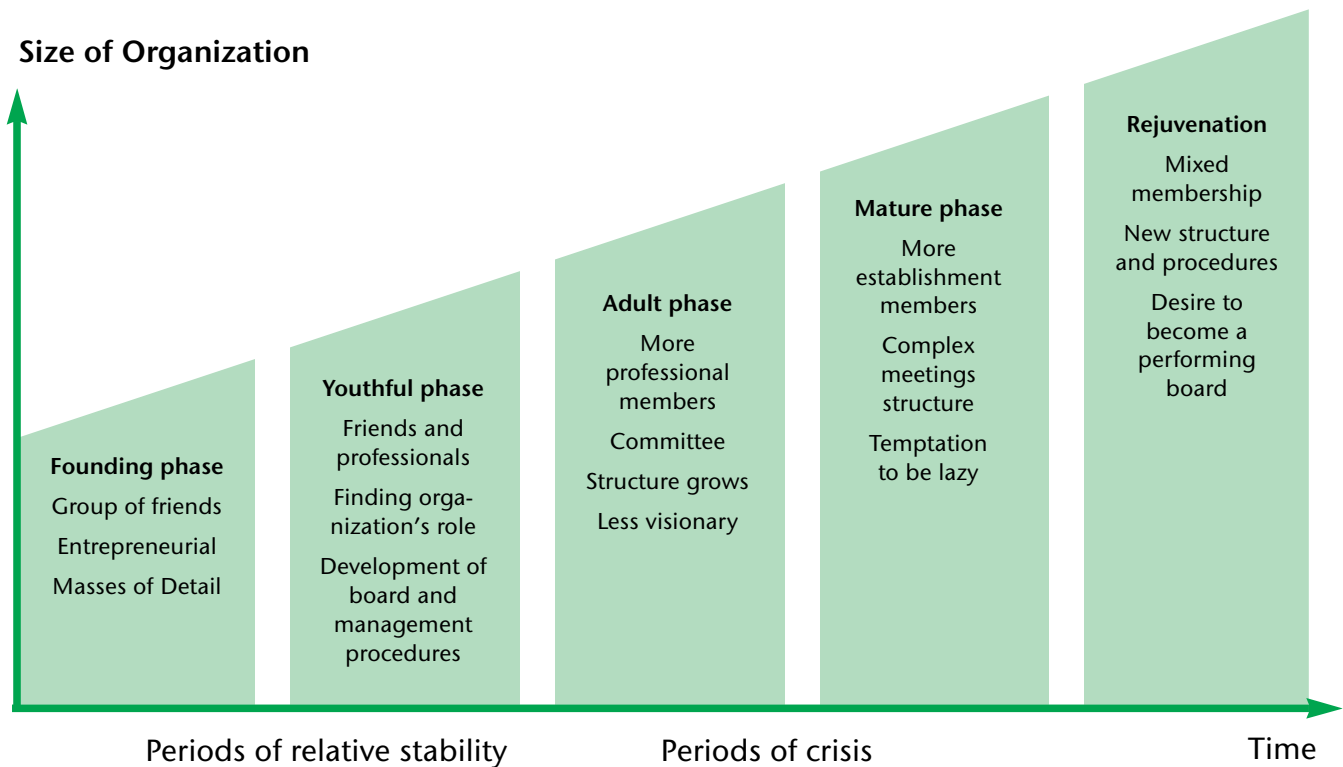 Size of Organization
Founding phase
Group of friends
Entrepreneurial
Masses of Detail
Youthful phase
Friends and
professionals
Finding orga-
nization’s role
Development of
board and
management
procedures
Adult phase
More
professional
members
Committee
Structure grows
Less visionary
Mature phase
More
establishment
members
Complex
meetings
structure
Temptation
to be lazy
Rejuvenation
Mixed
membership
New structure
and procedures
Desire to
become a
performing
board
Periods of relative stability
Periods of crisis
Time